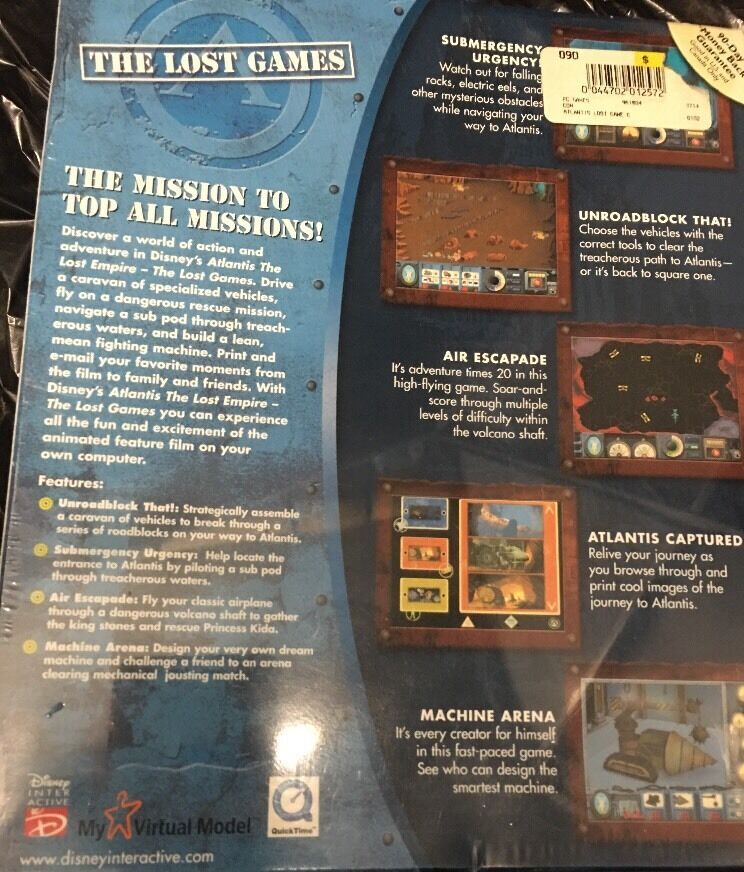 THE LOST GAMES
THE MISSION TO
TOP ALL MISSIONS!
Discover a world of action and
adventure in Disney's Atlantis The
Lost Empire – The Lost Games. Drive
a caravan of specialized vehicles,
fly on a dangerous rescue mission,
navigate a sub pod through treach-
erous waters, and build a lean,
mean fighting machine. Print and
e-mail your favorite moments from
the film to family and friends. With
Disney's Atlantis The Lost Empire –
The Lost Games you can experience
all the fun and excitement of the
animated feature film on your
own computer.
Features:
Unroadblock That!: Strategically assemble
a caravan of vehicles to break through a
series of roadblocks on your way to Atlantis.
Submergency Urgency: Help locate the
entrance to Atlantis by piloting a sub pod
through treacherous waters.
Air Escapade: Fly your classic airplane
through a dangerous volcano shaft to gather
the king stones and rescue Princess Kida.
Machine Arena: Design your very own dream
machine and challenge a friend to an arena
clearing mechanical jousting match.
Disney
INTER
ACTIVE
My Virtual Model
QuickTime™
www.disneyinteractive.com
SUBMERGENCY
URGENCY!
Watch out for falling
rocks, electric eels, and
other mysterious obstacles
while navigating your
way to Atlantis.
090
$
0 044702 012572
PC GAMES
ATLANTIS LOST GAME C
90-Day
Money Back
Guarantee
UNROADBLOCK THAT!
Choose the vehicles with the
correct tools to clear the
treacherous path to Atlantis—
or it's back to square one.
AIR ESCAPADE
It's adventure times 20 in this
high-flying game. Soar-and-
score through multiple
levels of difficulty within
the volcano shaft.
ATLANTIS CAPTURED
Relive your journey as
you browse through and
print cool images of the
journey to Atlantis.
MACHINE ARENA
It's every creator for himself
in this fast-paced game.
See who can design the
smartest machine.